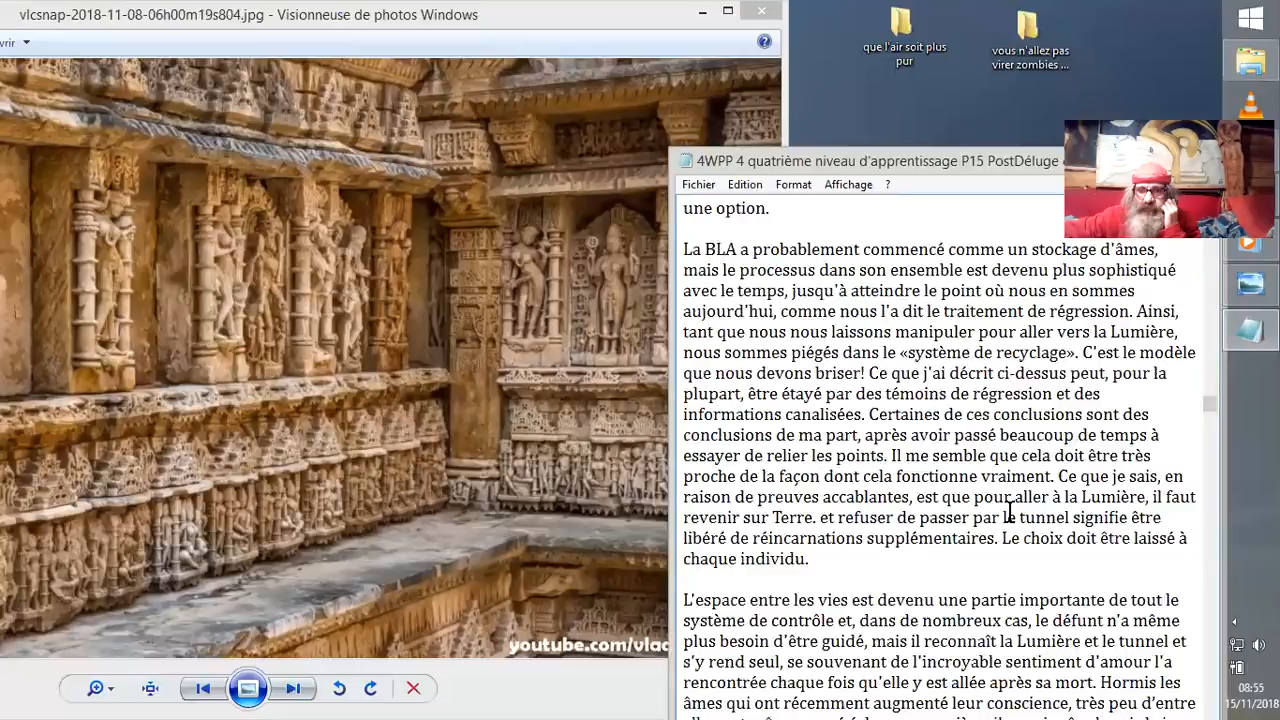 vlcsnap-2018-11-08-06h00m19s804.jpg - Visionneuse de photos Windows
vrir
que l'air soit plus
pur
vous n'allez pas
virer zombies ...
4WPP 4 quatrième niveau d'apprentissage P15 PostDéluge
Fichier Edition Format Affichage ?
une option.
La BLA a probablement commencé comme un stockage d'âmes,
mais le processus dans son ensemble est devenu plus sophistiqué
avec le temps, jusqu'à atteindre le point où nous en sommes
aujourd'hui, comme nous l'a dit le traitement de régression. Ainsi,
tant que nous nous laissons manipuler pour aller vers la Lumière,
nous sommes piégés dans le «système de recyclage». C'est le modèle
que nous devons briser! Ce que j'ai décrit ci-dessus peut, pour la
plupart, être étayé par des témoins de régression et des
informations canalisées. Certaines de ces conclusions sont des
conclusions de ma part, après avoir passé beaucoup de temps à
essayer de relier les points. Il me semble que cela doit être très
proche de la façon dont cela fonctionne vraiment. Ce que je sais, en
raison de preuves accablantes, est que pour aller à la Lumière, il faut
revenir sur Terre. et refuser de passer par le tunnel signifie être
libéré de réincarnations supplémentaires. Le choix doit être laissé à
chaque individu.
L'espace entre les vies est devenu une partie importante de tout le
système de contrôle et, dans de nombreux cas, le défunt n'a même
plus besoin d'être guidé, mais il reconnaît la Lumière et le tunnel et
s'y rend seul, se souvenant de l'incroyable sentiment d'amour l'a
rencontrée chaque fois qu'elle y est allée après sa mort. Hormis les
âmes qui ont récemment augmenté leur conscience, très peu d'entre
youtube.com/vlad
08:55
15/11/2018